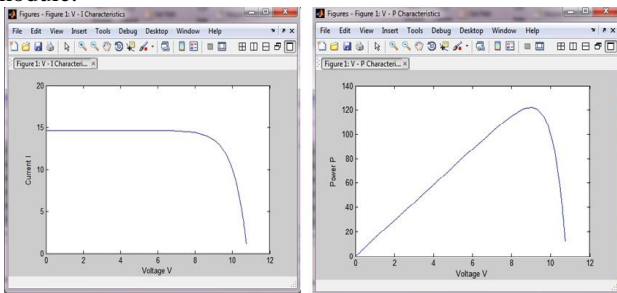 module.
Figures - Figure 1: V - I Characteristics
File Edit View Insert Tools Debug Desktop Window Help
Figure 1: V - I Characteri...
20
15
10
5
0
Current I
0 2 4 6 8 10 12
Voltage V
Figures - Figure 1: V - P Characteristics
File Edit View Insert Tools Debug Desktop Window Help
Figure 1: V - P Characteri...
140
120
100
80
60
40
20
0
Power P
0 2 4 6 8 10 12
Voltage V